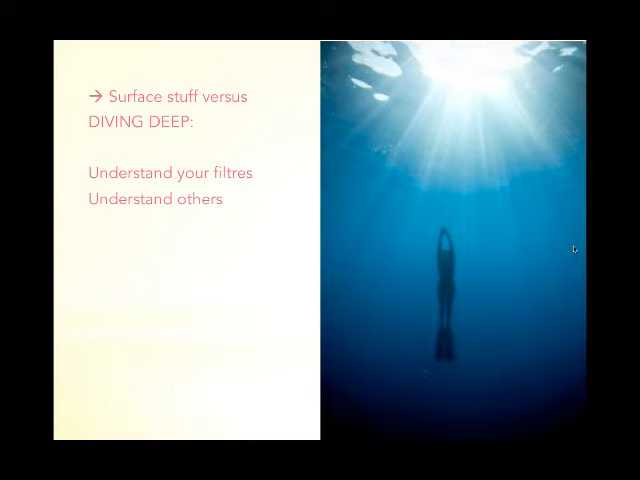 → Surface stuff versus
DIVING DEEP:
Understand your filtres
Understand others